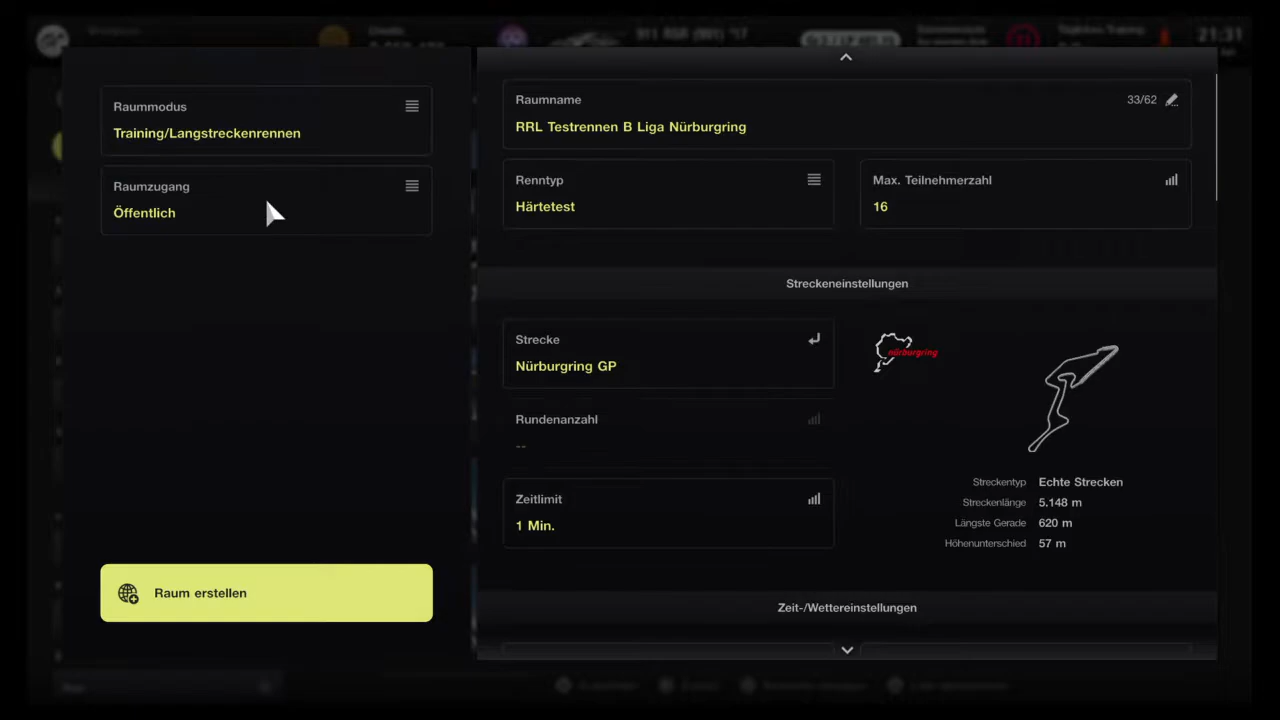 21:31
Raummodus
Training/Langstreckenrennen
Raumzugang
Öffentlich
Raum erstellen
Raumname
33/62
RRL Testrennen B Liga Nürburgring
Renntyp
Härtetest
Max. Teilnehmerzahl
16
Streckeneinstellungen
Strecke
Nürburgring GP
nürburgring
Rundenanzahl
--
Zeitlimit
1 Min.
Streckentyp Echte Strecken
Streckenlänge 5.148 m
Längste Gerade 620 m
Höhenunterschied 57 m
Zeit-/Wettereinstellungen